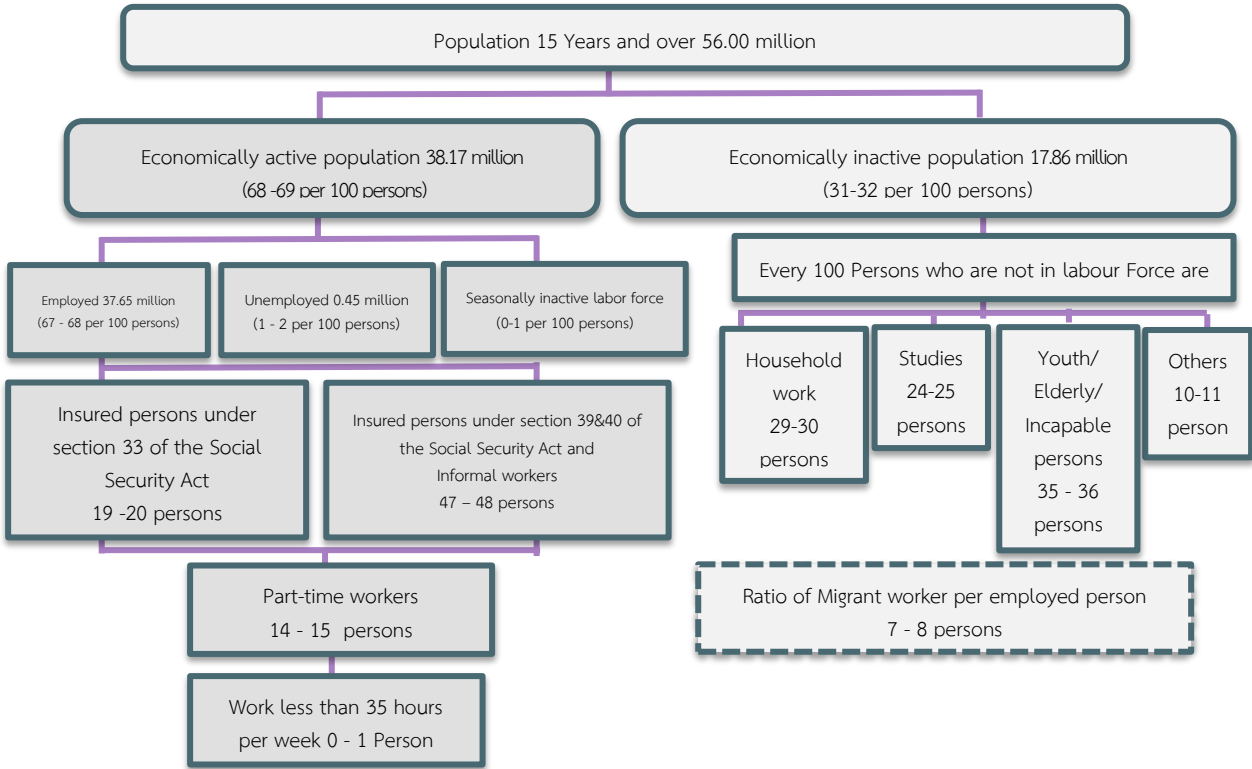 Population 15 Years and over 56.00 million
Economically active population 38.17 million
(68 -69 per 100 persons)
Economically inactive population 17.86 million
(31-32 per 100 persons)
Employed 37.65 million
(67 - 68 per 100 persons)
Unemployed 0.45 million
(1 - 2 per 100 persons)
Seasonally inactive labor force
(0-1 per 100 persons)
Every 100 Persons who are not in labour Force are
Household
work
29-30
persons
Studies
24-25
persons
Youth/
Elderly/
Incapable
persons
35 - 36
persons
Others
10-11
person
Insured persons under
section 33 of the Social
Security Act
19 -20 persons
Insured persons under section 39&40 of
the Social Security Act and
Informal workers
47 – 48 persons
Part-time workers
14 - 15 persons
Ratio of Migrant worker per employed person
7 - 8 persons
Work less than 35 hours
per week 0 - 1 Person